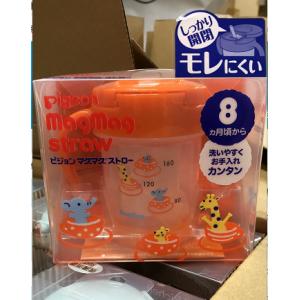 しっかり
開閉
モレにくい
Pigeon
MagMag
straw
ピジョン マグマグ ストロー
8
ヵ月頃から
洗いやすく
お手入れ
カンタン
160
120
80